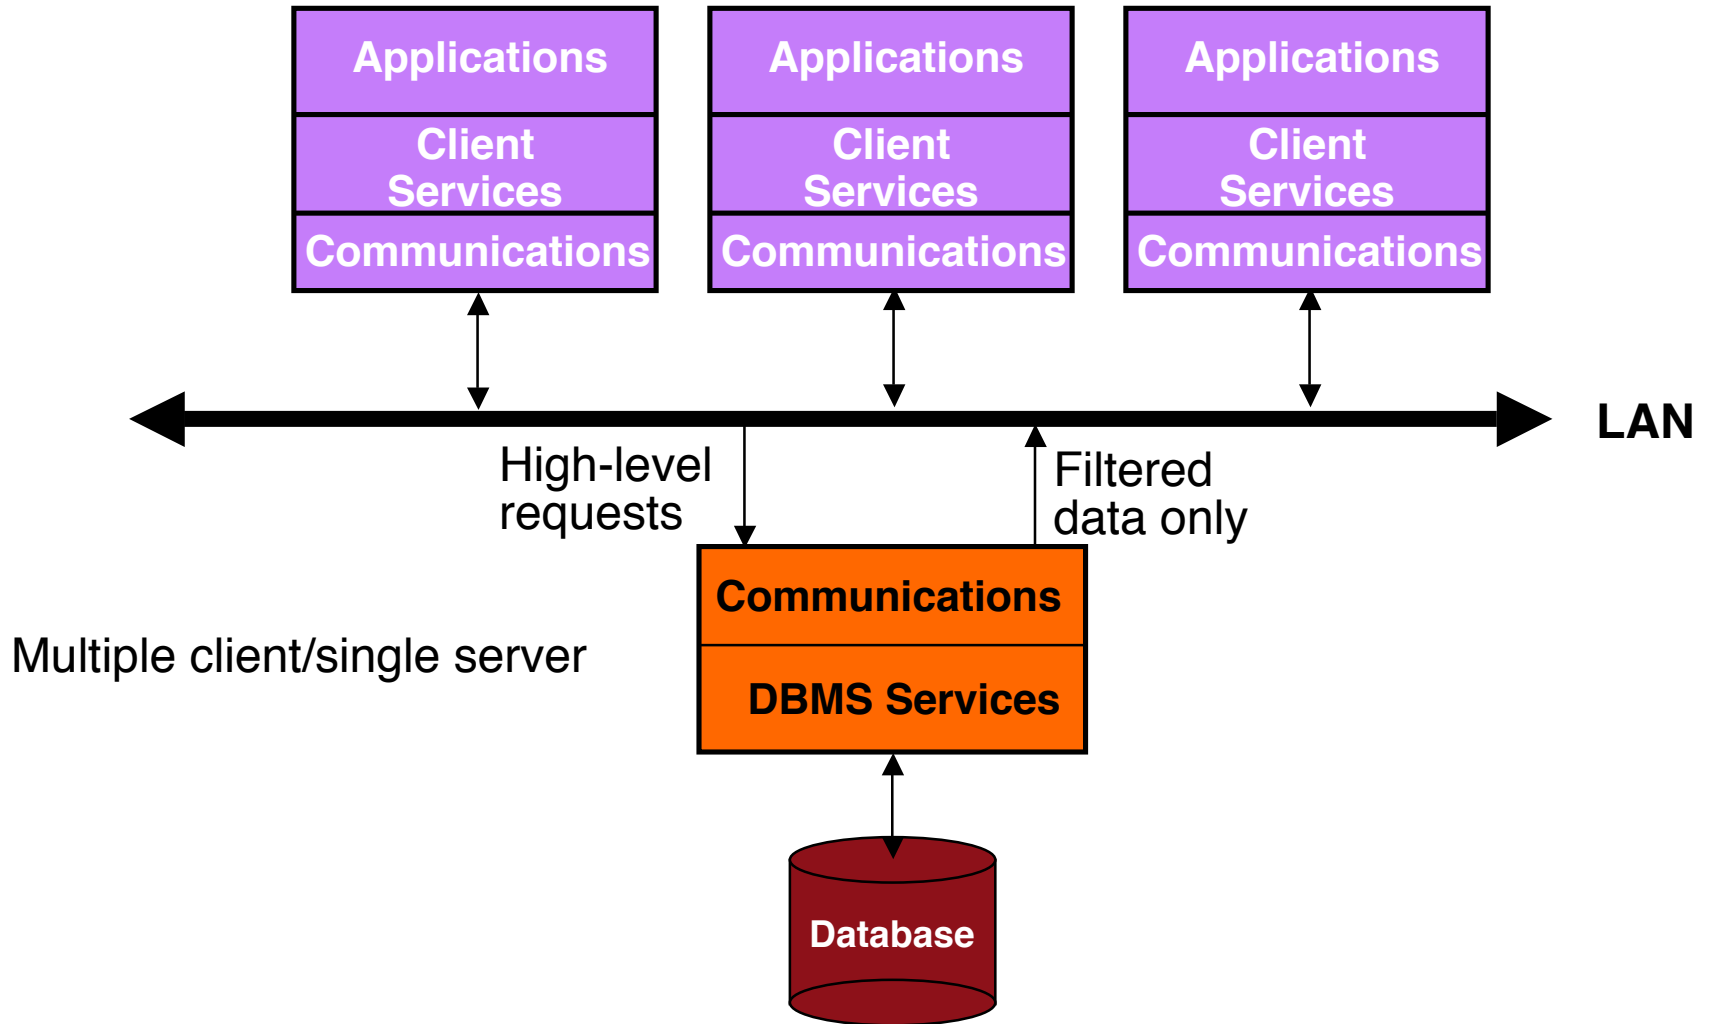 Applications
Client
Services
Communications
Applications
Client
Services
Communications
Applications
Client
Services
Communications
LAN
High-level
requests
Filtered
data only
Communications
DBMS Services
Multiple client/single server
Database